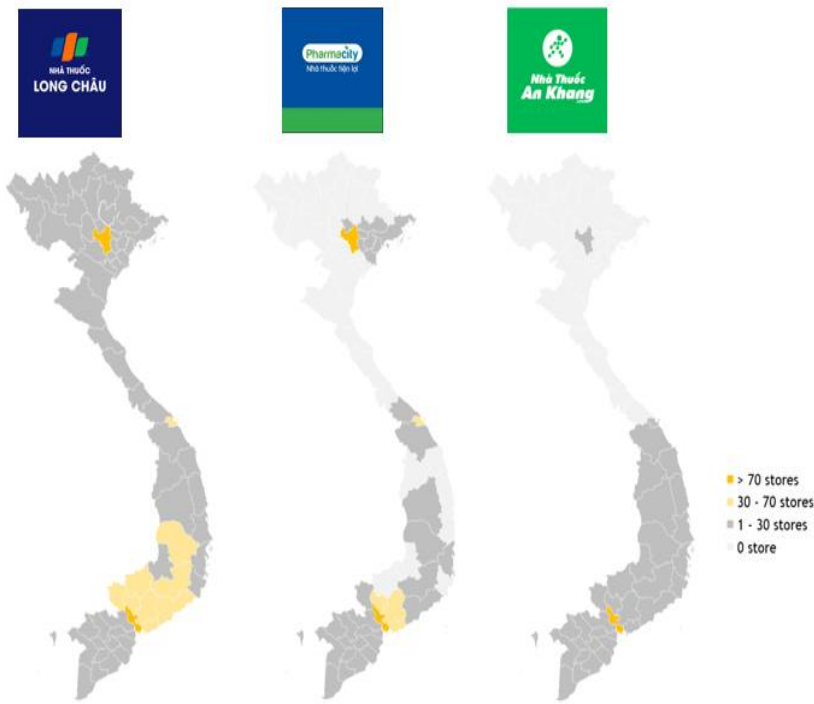 NHÀ THUỐC
LONG CHÂU
Pharmacity
Nhà thuốc tiện lợi
Nhà Thuốc
An Khang
> 70 stores
30 - 70 stores
1 - 30 stores
0 store